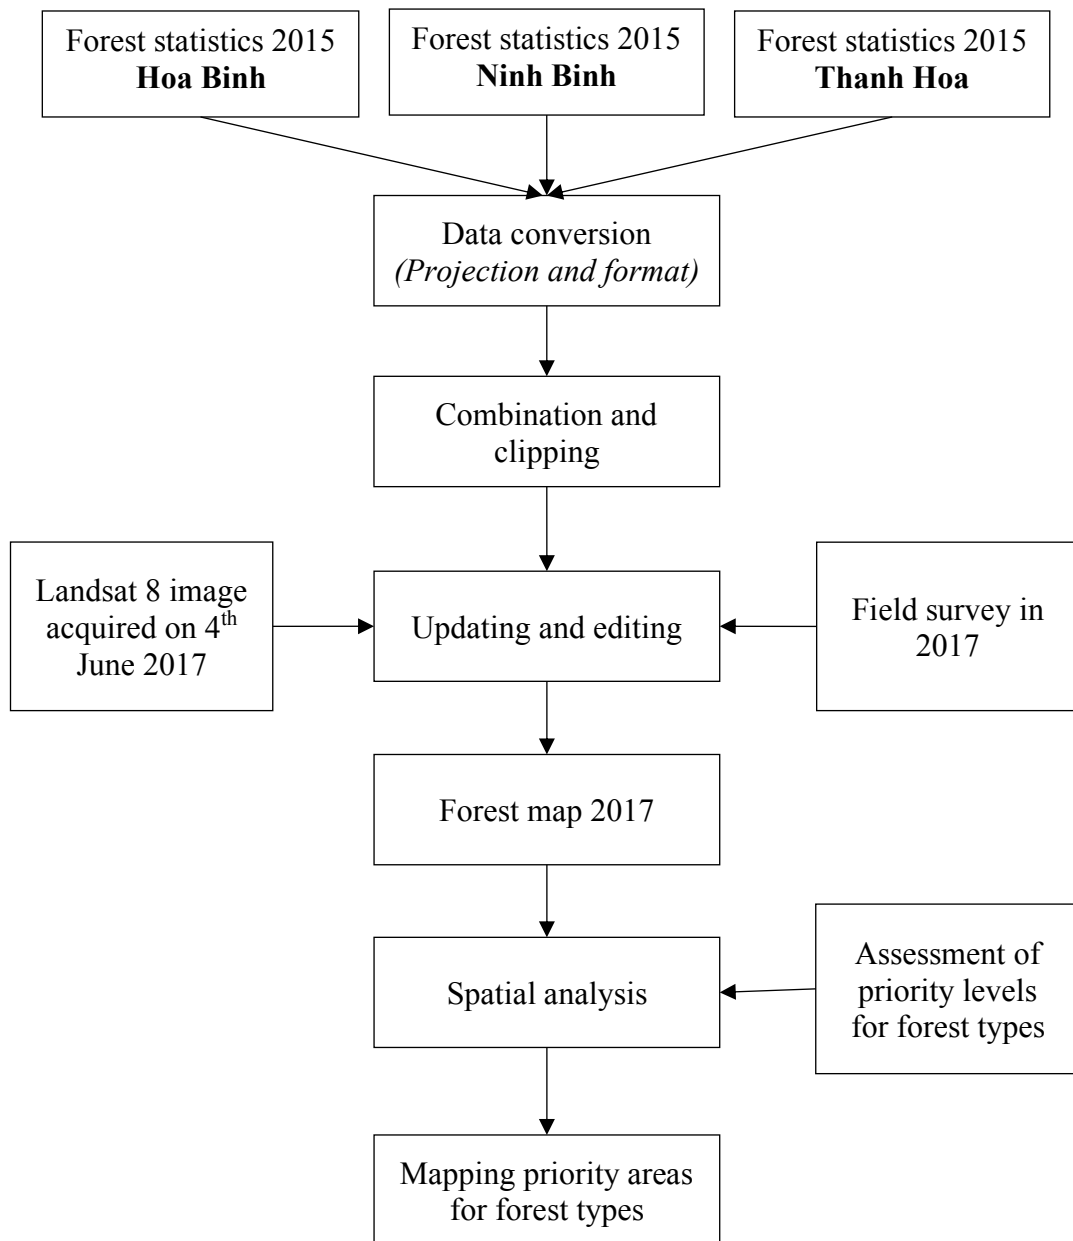 Forest statistics 2015
Hoa Binh
Forest statistics 2015
Ninh Binh
Forest statistics 2015
Thanh Hoa
Data conversion
(Projection and format)
Combination and
clipping
Landsat 8 image
acquired on 4th
June 2017
Updating and editing
Field survey in
2017
Forest map 2017
Spatial analysis
Assessment of
priority levels
for forest types
Mapping priority areas
for forest types